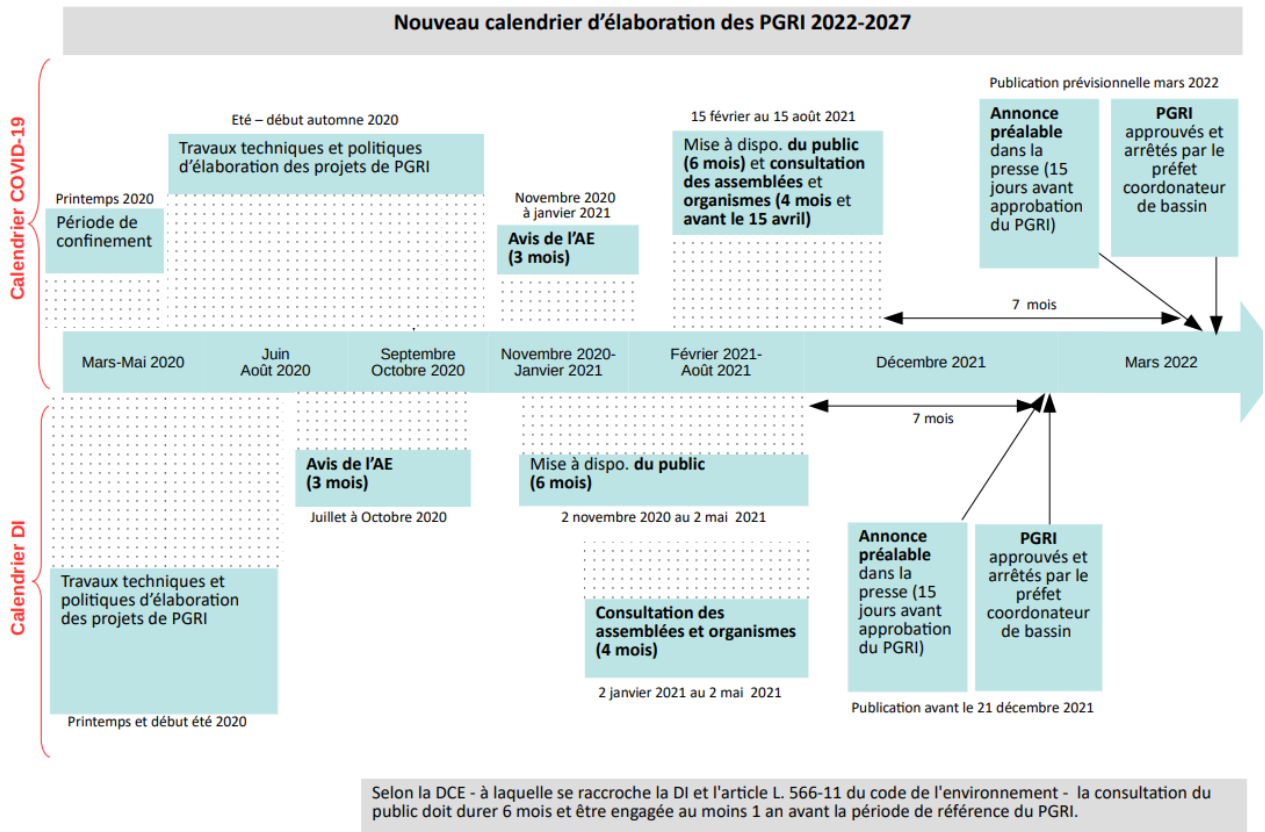 Nouveau calendrier d'élaboration des PGRI 2022-2027
Calendrier COVID-19
Printemps 2020
Période de
confinement
Eté – début automne 2020
Travaux techniques et politiques
d'élaboration des projets de PGRI
Novembre 2020
à janvier 2021
Avis de l'AE
(3 mois)
15 février au 15 août 2021
Mise à dispo. du public
(6 mois) et consultation
des assemblées et
organismes (4 mois et
avant le 15 avril)
Publication prévisionnelle mars 2022
Annonce
préalable
dans la
presse (15
jours avant
approbation
du PGRI)
PGRI
approuvés et
arrêtés par le
préfet
coordonateur
de bassin
7 mois
Mars-Mai 2020
Juin
Août 2020
Septembre
Octobre 2020
Novembre 2020-
Janvier 2021
Février 2021-
Août 2021
Décembre 2021
Mars 2022
Calendrier DI
Travaux techniques et
politiques d'élaboration
des projets de PGRI
Printemps et début été 2020
Avis de l'AE
(3 mois)
Juillet à Octobre 2020
Mise à dispo. du public
(6 mois)
2 novembre 2020 au 2 mai 2021
Consultation des
assemblées et organismes
(4 mois)
2 janvier 2021 au 2 mai 2021
7 mois
Annonce
préalable
dans la
presse (15
jours avant
approbation
du PGRI)
PGRI
approuvés et
arrêtés par le
préfet
coordonateur
de bassin
Publication avant le 21 décembre 2021
Selon la DCE - à laquelle se raccroche la DI et l'article L. 566-11 du code de l'environnement - la consultation du
public doit durer 6 mois et être engagée au moins 1 an avant la période de référence du PGRI.